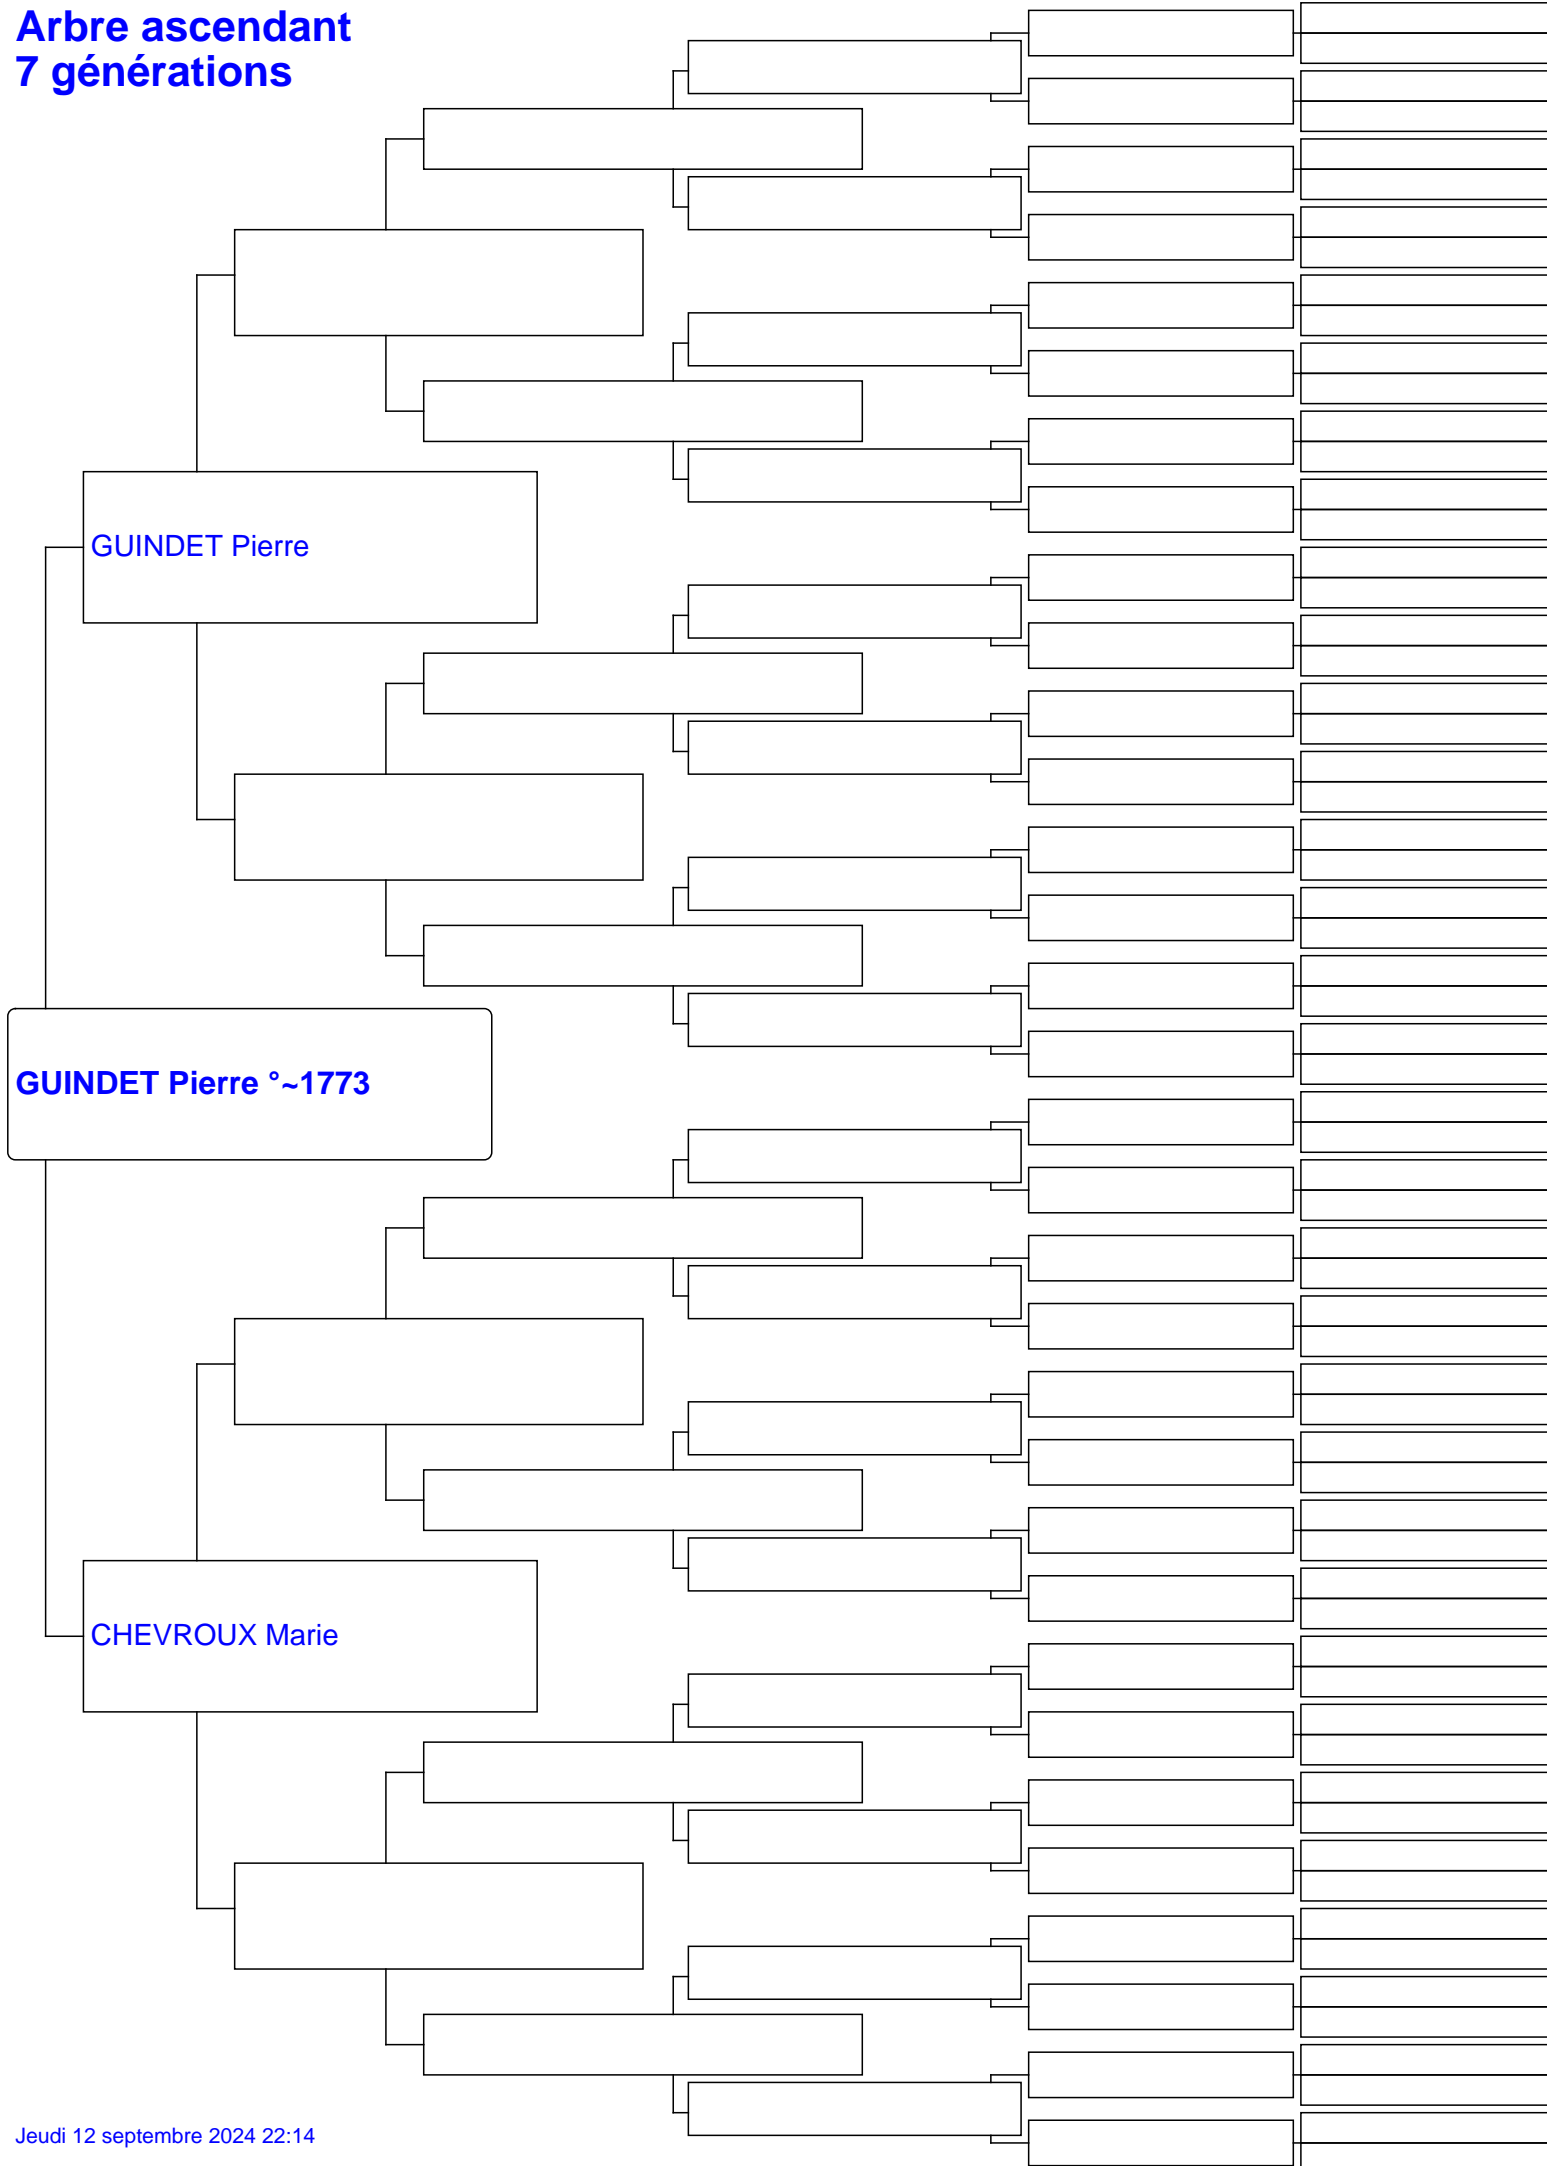 Arbre ascendant
7 générations
GUINDET Pierre
GUINDET Pierre °~1773
CHEVROUX Marie
Jeudi 12 septembre 2024 22:14